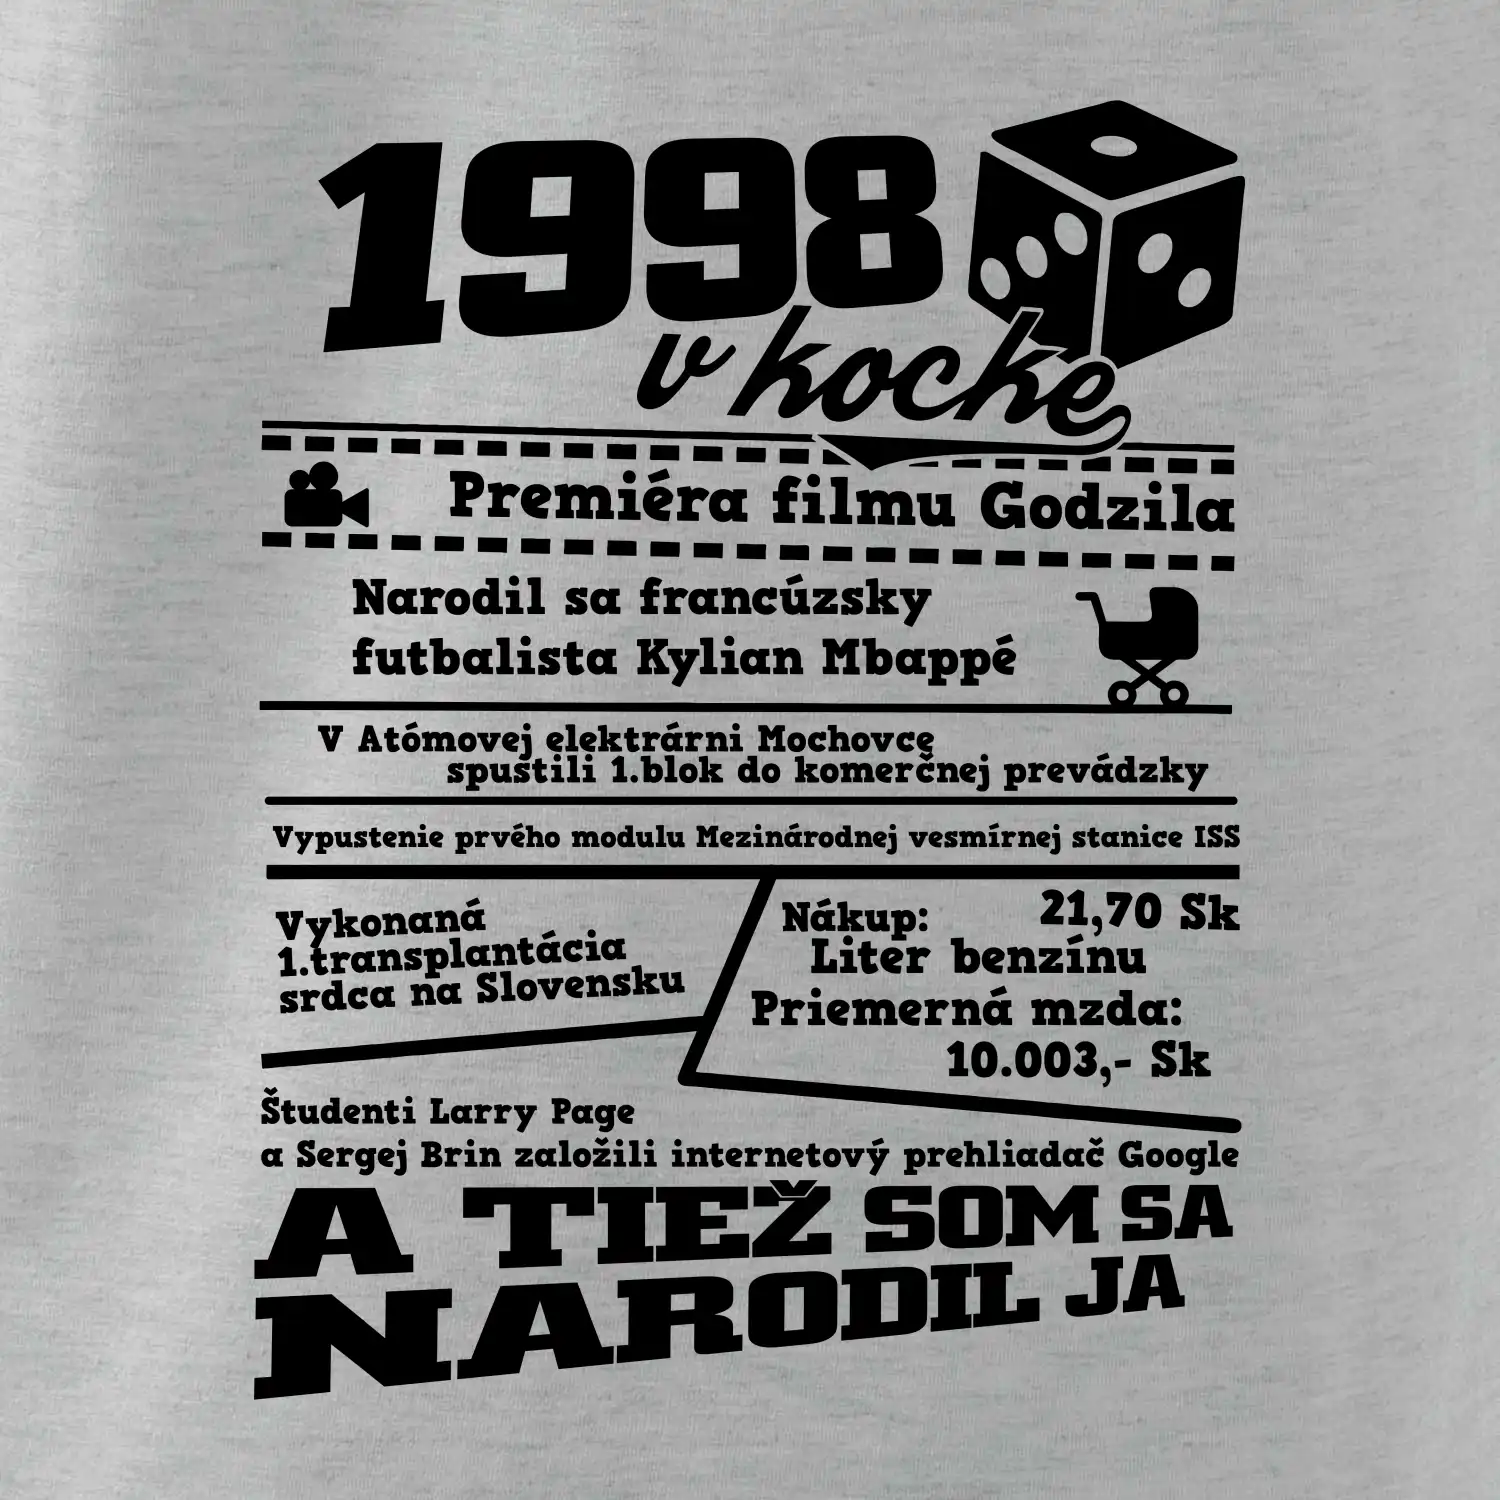 1998
v kocke
Premiéra filmu Godzila
Narodil sa francúzsky
futbalista Kylian Mbappé
V Atómovej elektrárni Mochovce
spustili 1.blok do komerčnej prevádzky
Vypustenie prvého modulu Mezinárodnej vesmírnej stanice ISS
Vykonaná
1.transplantácia
srdca na Slovensku
Nákup: 21,70 Sk
Liter benzínu
Priemerná mzda:
10.003,- Sk
Študenti Larry Page
a Sergej Brin založili internetový prehliadač Google
A TIEŽ SOM SA
NARODIL JA